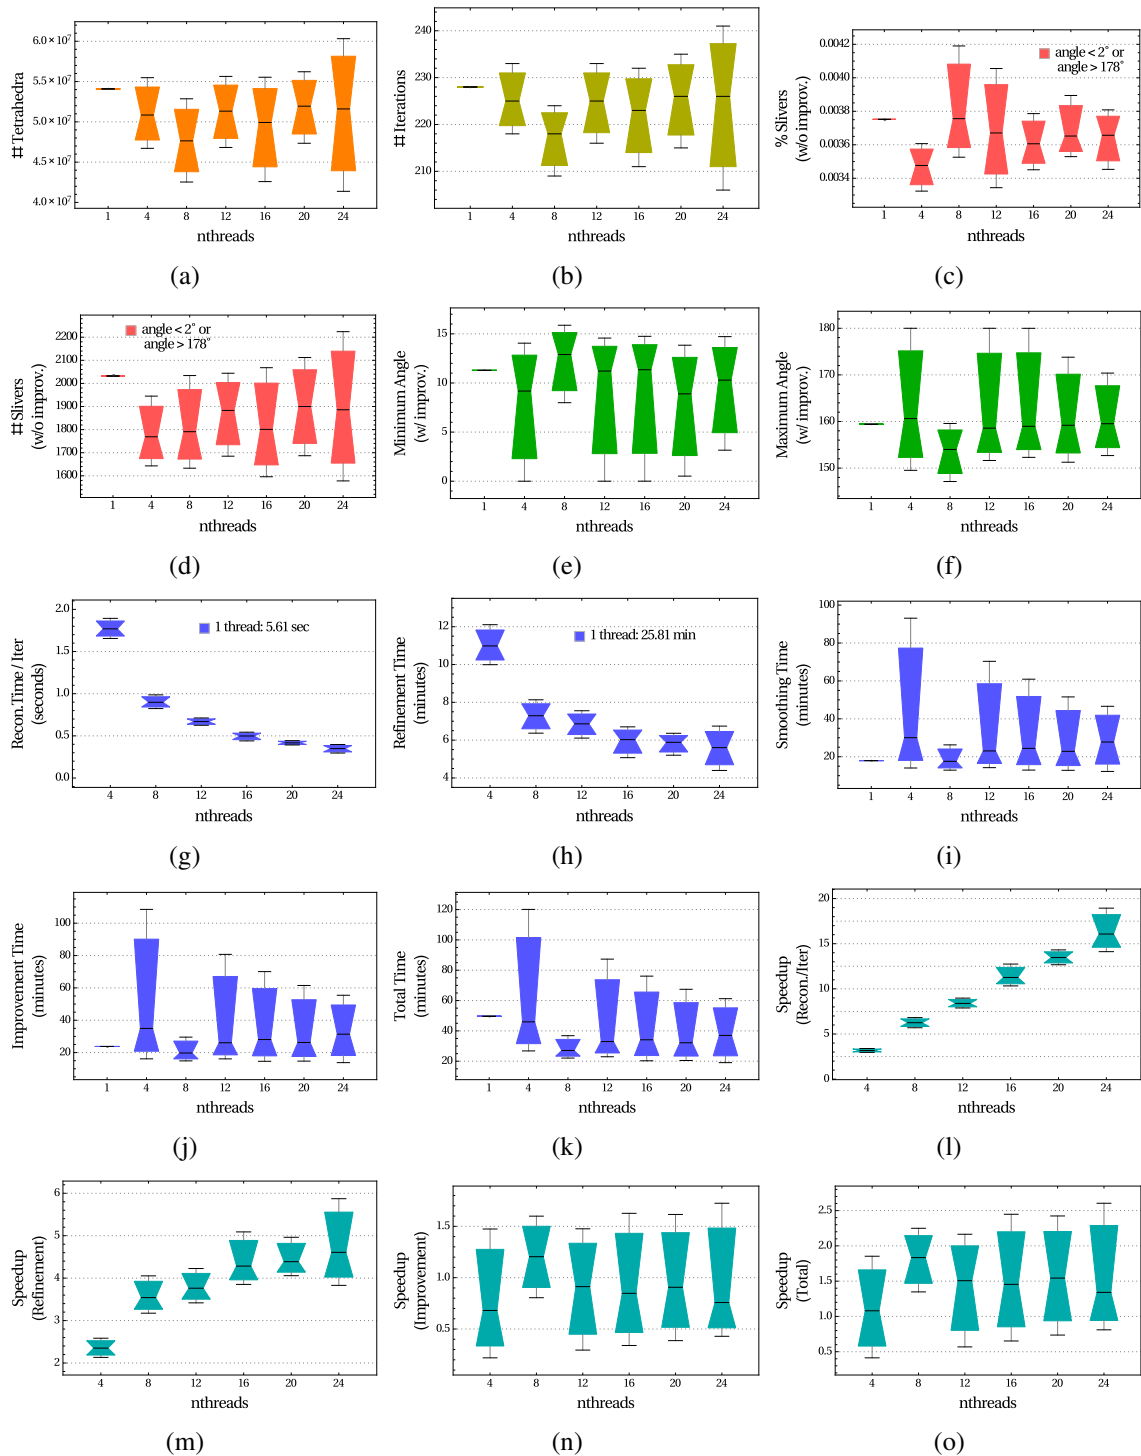 # Tetrahedra
6.0×10⁷
5.5×10⁷
5.0×10⁷
4.5×10⁷
4.0×10⁷
1 4 8 12 16 20 24
nthreads
(a)
# Iterations
240
230
220
210
1 4 8 12 16 20 24
nthreads
(b)
% Slivers
(w/o improv.)
0.0042
0.0040
0.0038
0.0036
0.0034
angle < 2° or
angle > 178°
1 4 8 12 16 20 24
nthreads
(c)
# Slivers
(w/o improv.)
2200
2100
2000
1900
1800
1700
1600
angle < 2° or
angle > 178°
1 4 8 12 16 20 24
nthreads
(d)
Minimum Angle
(w/ improv.)
15
10
5
0
1 4 8 12 16 20 24
nthreads
(e)
Maximum Angle
(w/ improv.)
180
170
160
150
1 4 8 12 16 20 24
nthreads
(f)
Recon. Time / Iter
(seconds)
2.0
1.5
1.0
0.5
0.0
1 thread: 5.61 sec
4 8 12 16 20 24
nthreads
(g)
Refinement Time
(minutes)
12
10
8
6
4
1 thread: 25.81 min
4 8 12 16 20 24
nthreads
(h)
Smoothing Time
(minutes)
100
80
60
40
20
1 4 8 12 16 20 24
nthreads
(i)
Improvement Time
(minutes)
100
80
60
40
20
1 4 8 12 16 20 24
nthreads
(j)
Total Time
(minutes)
120
100
80
60
40
20
1 4 8 12 16 20 24
nthreads
(k)
Speedup
(Recon./Iter)
20
15
10
5
0
4 8 12 16 20 24
nthreads
(l)
Speedup
(Refinement)
6
5
4
3
2
4 8 12 16 20 24
nthreads
(m)
Speedup
(Improvement)
1.5
1.0
0.5
4 8 12 16 20 24
nthreads
(n)
Speedup
(Total)
2.5
2.0
1.5
1.0
0.5
4 8 12 16 20 24
nthreads
(o)